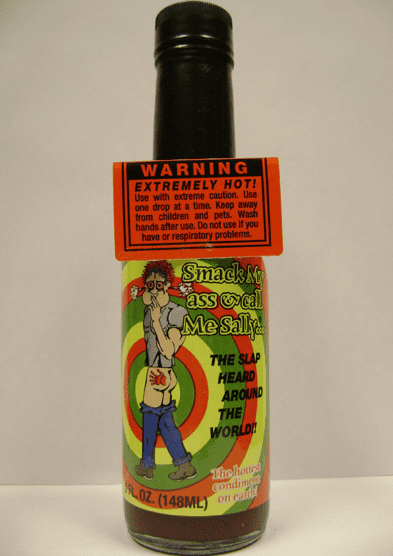 WARNING
EXTREMELY HOT!
Use with extreme caution. Use
one drop at a time. Keep away
from children and pets. Wash
hands after use. Do not use if you
have or respiratory problems.
Smack My
ass & call
Me Sally...
THE SLAP
HEARD
AROUND
THE
WORLD!!
The hottest
condiment
on earth
FL.OZ. (148ML)